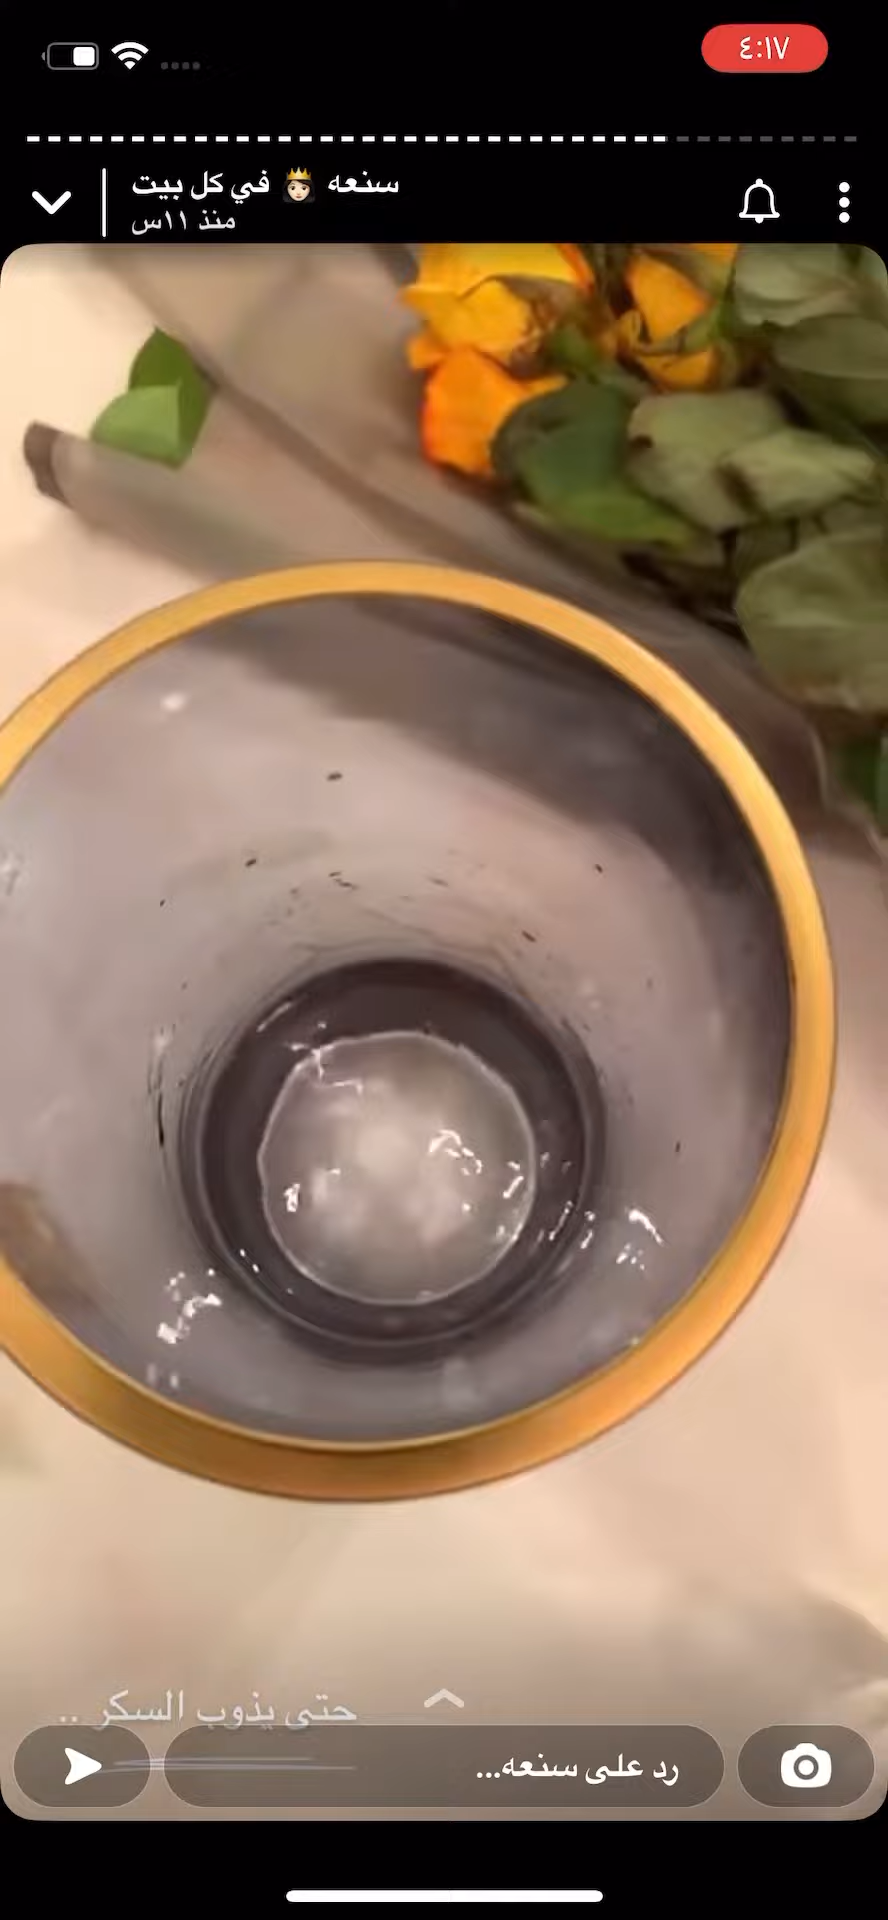 ٤:١٧
سنعه 👸🏻 في كل بيت
منذ ١١س
حتى يذوب السكر ..
رد على سنعه...